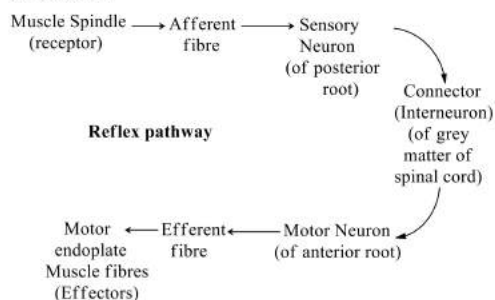 Muscle Spindle
(receptor)
Afferent
fibre
Sensory
Neuron
(of posterior
root)
Connector
(Interneuron)
(of grey
matter of
spinal cord)
Reflex pathway
Motor Neuron
(of anterior root)
Efferent
fibre
Motor
endoplate
Muscle fibres
(Effectors)